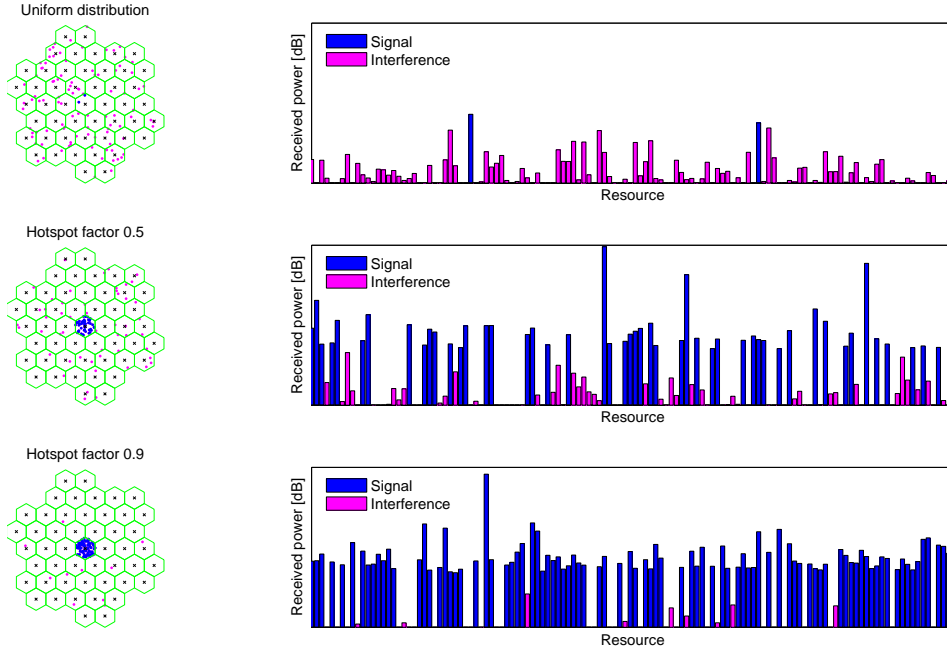 Uniform distribution
Signal
Interference
Received power [dB]
Resource
Hotspot factor 0.5
Signal
Interference
Received power [dB]
Resource
Hotspot factor 0.9
Signal
Interference
Received power [dB]
Resource